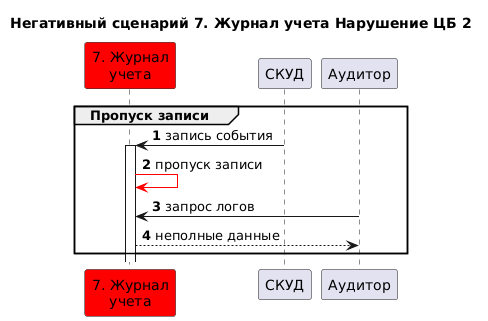 Негативный сценарий 7. Журнал учета Нарушение ЦБ 2
7. Журнал
учета
СКУД
Аудитор
Пропуск записи
1 запись события
2 пропуск записи
3 запрос логов
4 неполные данные
7. Журнал
учета
СКУД
Аудитор